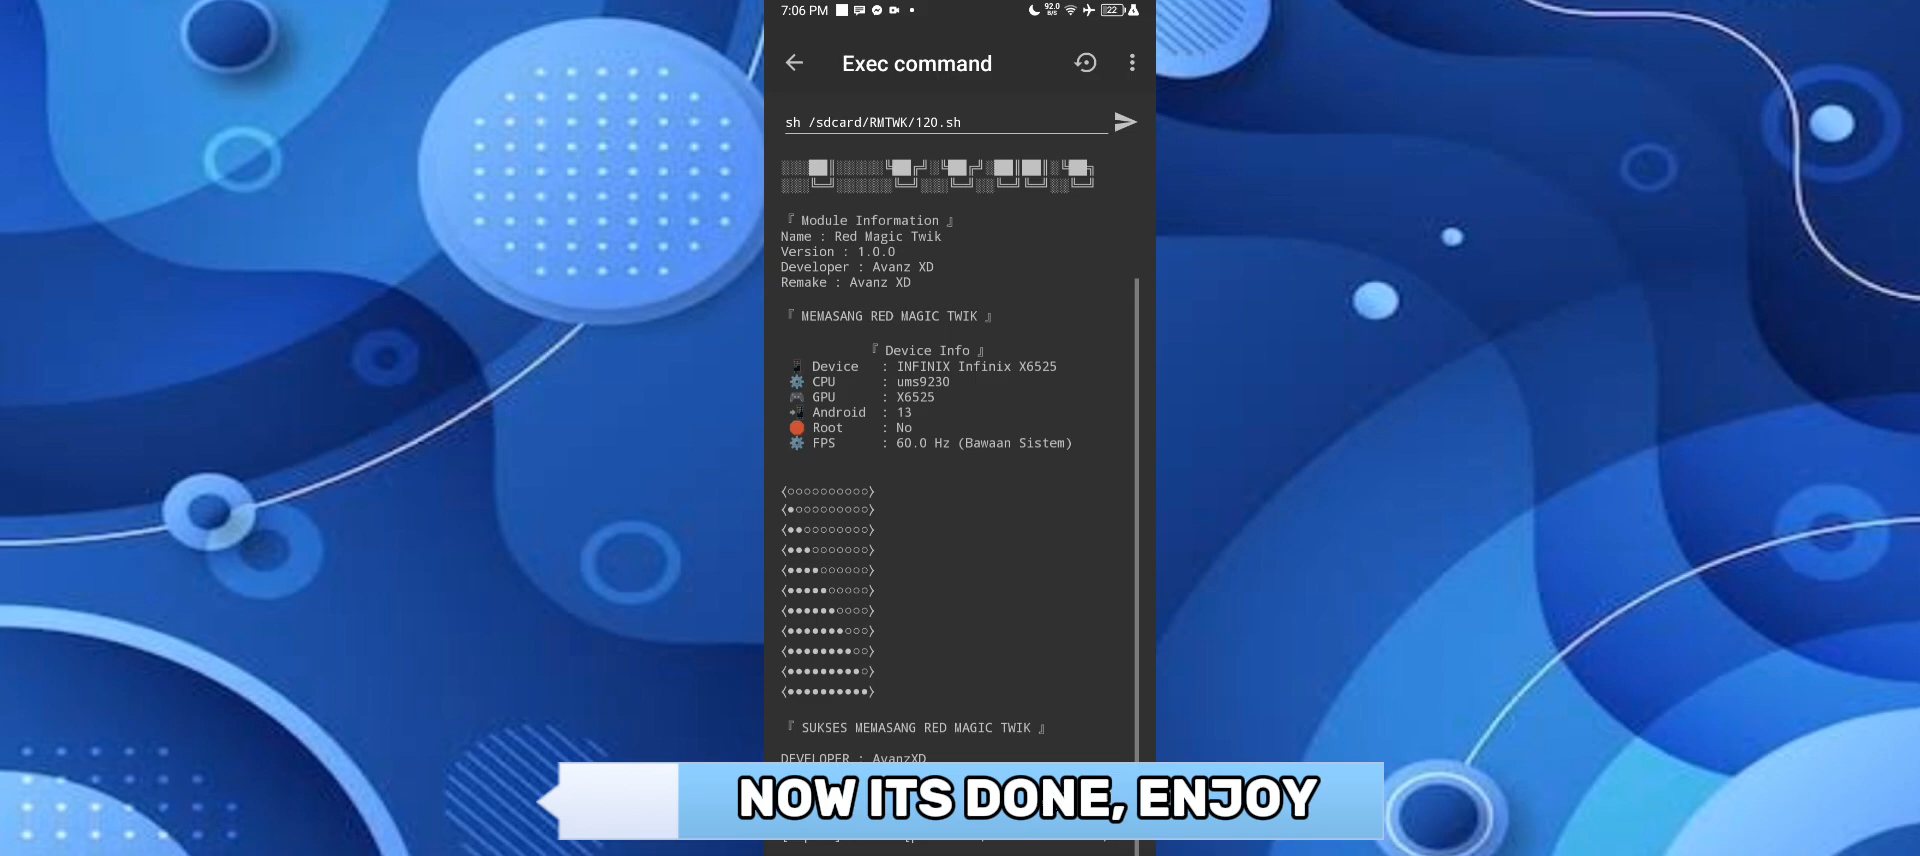 7:06 PM 92.0 B/S 22
Exec command
sh /sdcard/RMTWK/120.sh
『 Module Information 』
Name : Red Magic Twik
Version : 1.0.0
Developer : Avanz XD
Remake : Avanz XD
『 MEMASANG RED MAGIC TWIK 』
『 Device Info 』
Device : INFINIX Infinix X6525
CPU : ums9230
GPU : X6525
Android : 13
Root : No
FPS : 60.0 Hz (Bawaan Sistem)
⟨○○○○○○○○○○⟩
⟨●○○○○○○○○○⟩
⟨●●○○○○○○○○⟩
⟨●●●○○○○○○○⟩
⟨●●●●○○○○○○⟩
⟨●●●●●○○○○○⟩
⟨●●●●●●○○○○⟩
⟨●●●●●●●○○○⟩
⟨●●●●●●●●○○⟩
⟨●●●●●●●●●○⟩
⟨●●●●●●●●●●⟩
『 SUKSES MEMASANG RED MAGIC TWIK 』
DEVELOPER : AvanzXD
NOW ITS DONE, ENJOY